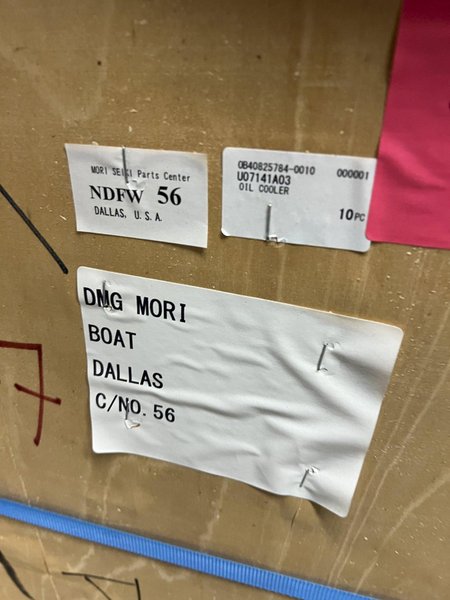 MORI SEIKI Parts Center
NDFW 56
DALLAS, U.S.A.
0B40825784-0010 000001
U07141A03
OIL COOLER
10PC
DMG MORI
BOAT
DALLAS
C/NO. 56